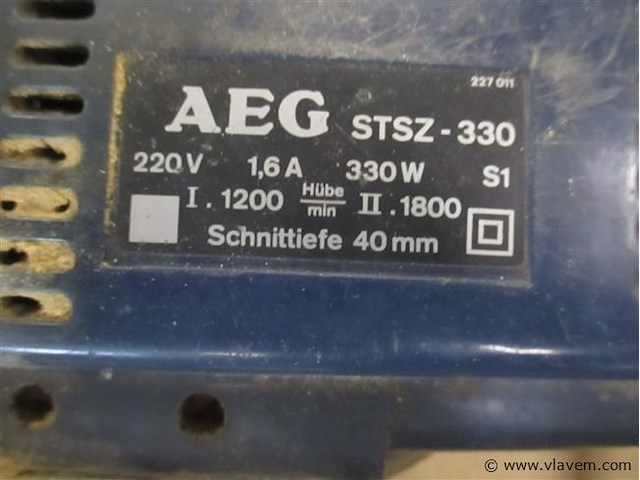 227 011
AEG STSZ - 330
220 V 1,6 A 330 W S1
I . 1200 Hübe/min II . 1800
Schnittiefe 40 mm
© www.vlavem.com